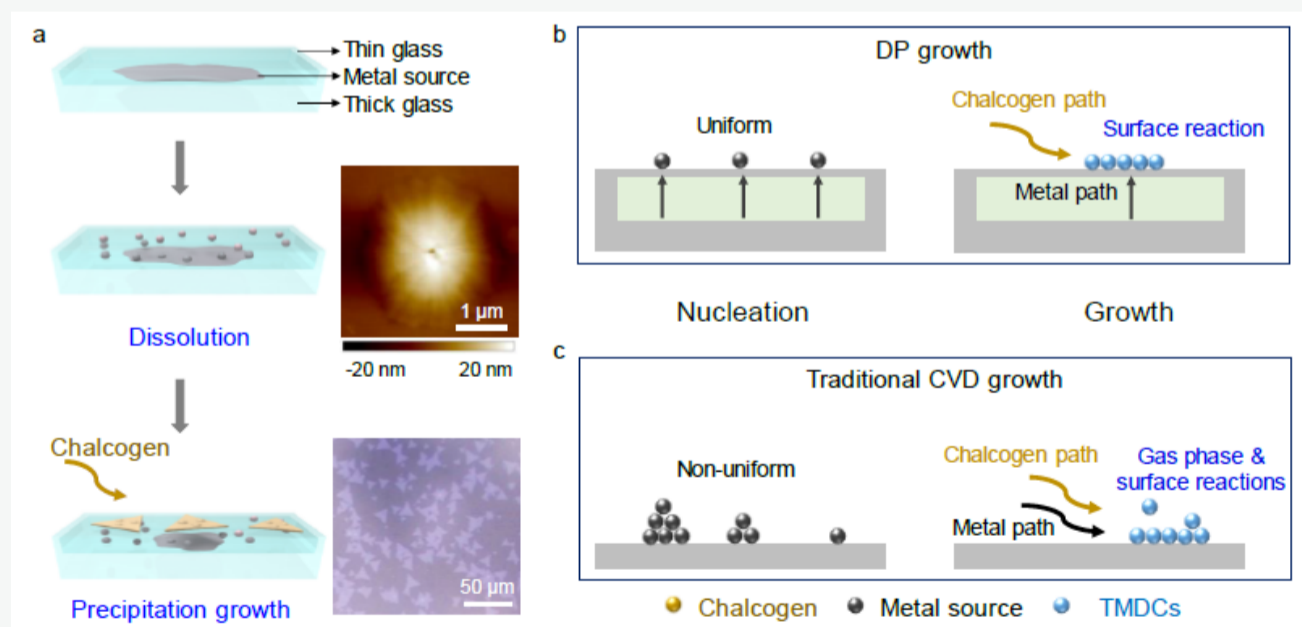 a
Thin glass
Metal source
Thick glass
Dissolution
1 μm
-20 nm 20 nm
Chalcogen
Precipitation growth
50 μm
b
DP growth
Uniform
Chalcogen path
Surface reaction
Metal path
Nucleation
Growth
c
Traditional CVD growth
Non-uniform
Chalcogen path
Metal path
Gas phase &
surface reactions
Chalcogen Metal source TMDCs